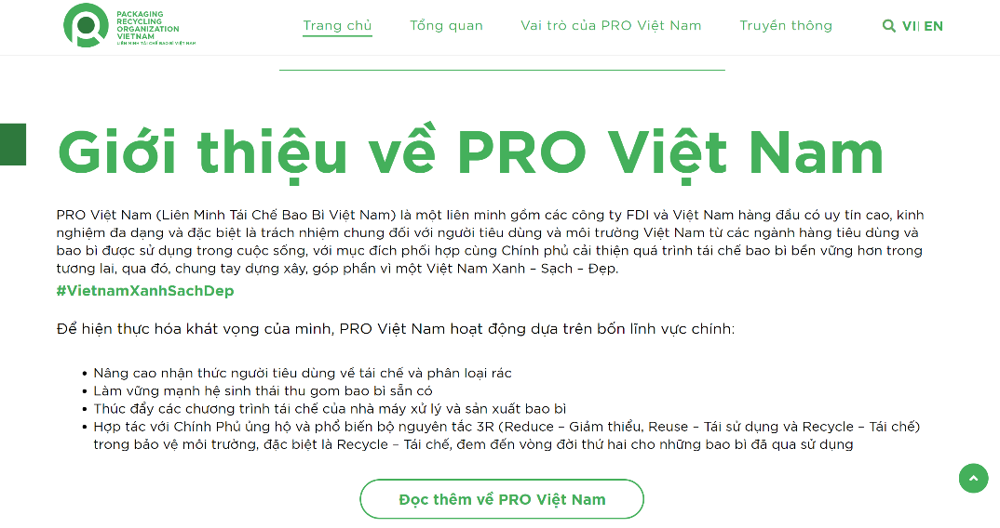 PACKAGING
RECYCLING
ORGANIZATION
VIETNAM
LIÊN MINH TÁI CHẾ BAO BÌ VIỆT NAM
Trang chủ
Tổng quan
Vai trò của PRO Việt Nam
Truyền thông
VI| EN
Giới thiệu về PRO Việt Nam
PRO Việt Nam (Liên Minh Tái Chế Bao Bì Việt Nam) là một liên minh gồm các công ty FDI và Việt Nam hàng đầu có uy tín cao, kinh
nghiệm đa dạng và đặc biệt là trách nhiệm chung đối với người tiêu dùng và môi trường Việt Nam từ các ngành hàng tiêu dùng và
bao bì được sử dụng trong cuộc sống, với mục đích phối hợp cùng Chính phủ cải thiện quá trình tái chế bao bì bền vững hơn trong
tương lai, qua đó, chung tay dựng xây, góp phần vì một Việt Nam Xanh – Sạch – Đẹp.
#VietnamXanhSachDep
Để hiện thực hóa khát vọng của mình, PRO Việt Nam hoạt động dựa trên bốn lĩnh vực chính:
• Nâng cao nhận thức người tiêu dùng về tái chế và phân loại rác
• Làm vững mạnh hệ sinh thái thu gom bao bì sẵn có
• Thúc đẩy các chương trình tái chế của nhà máy xử lý và sản xuất bao bì
• Hợp tác với Chính Phủ ủng hộ và phổ biến bộ nguyên tắc 3R (Reduce – Giảm thiểu, Reuse – Tái sử dụng và Recycle – Tái chế)
trong bảo vệ môi trường, đặc biệt là Recycle – Tái chế, đem đến vòng đời thứ hai cho những bao bì đã qua sử dụng
Đọc thêm về PRO Việt Nam